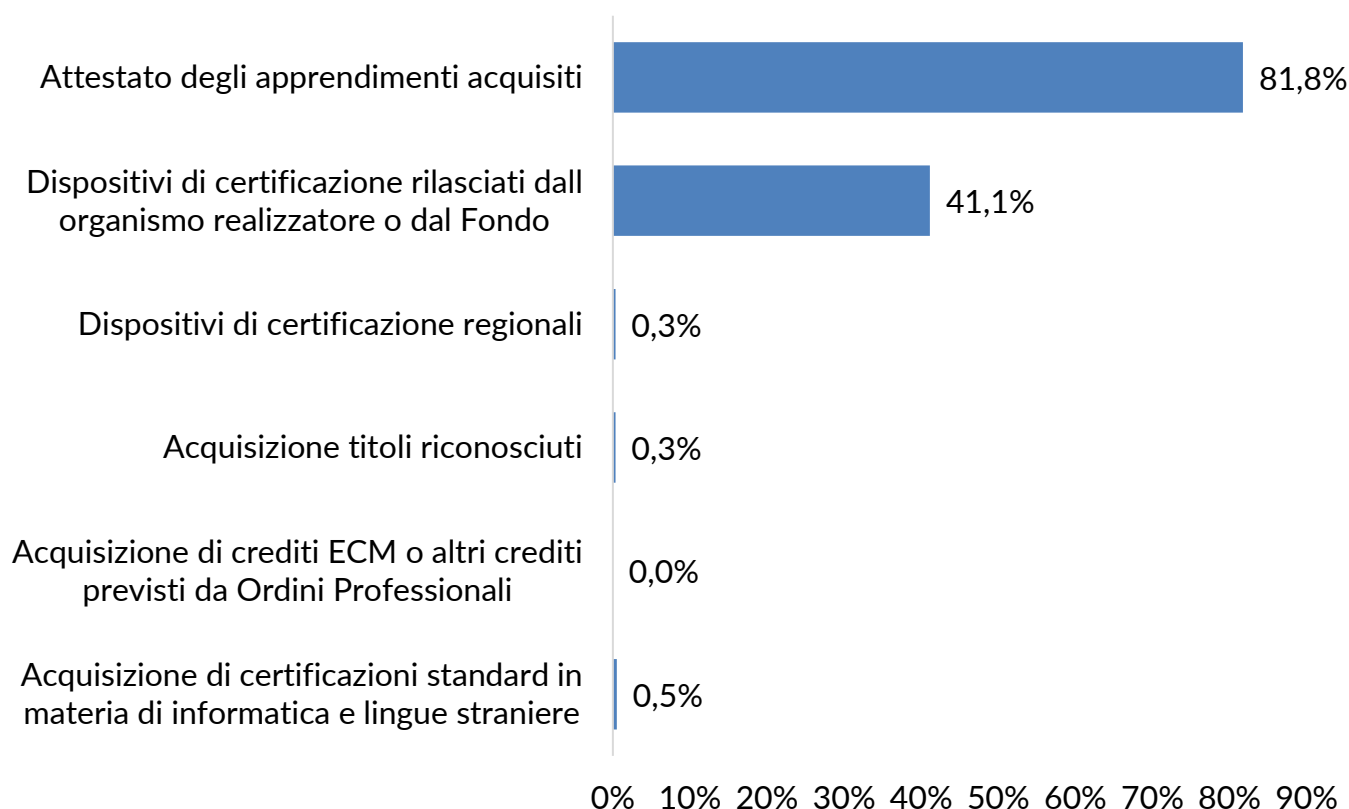 Attestato degli apprendimenti acquisiti
81,8%
Dispositivi di certificazione rilasciati dall
organismo realizzatore o dal Fondo
41,1%
Dispositivi di certificazione regionali
0,3%
Acquisizione titoli riconosciuti
0,3%
Acquisizione di crediti ECM o altri crediti
previsti da Ordini Professionali
0,0%
Acquisizione di certificazioni standard in
materia di informatica e lingue straniere
0,5%
0% 10% 20% 30% 40% 50% 60% 70% 80% 90%